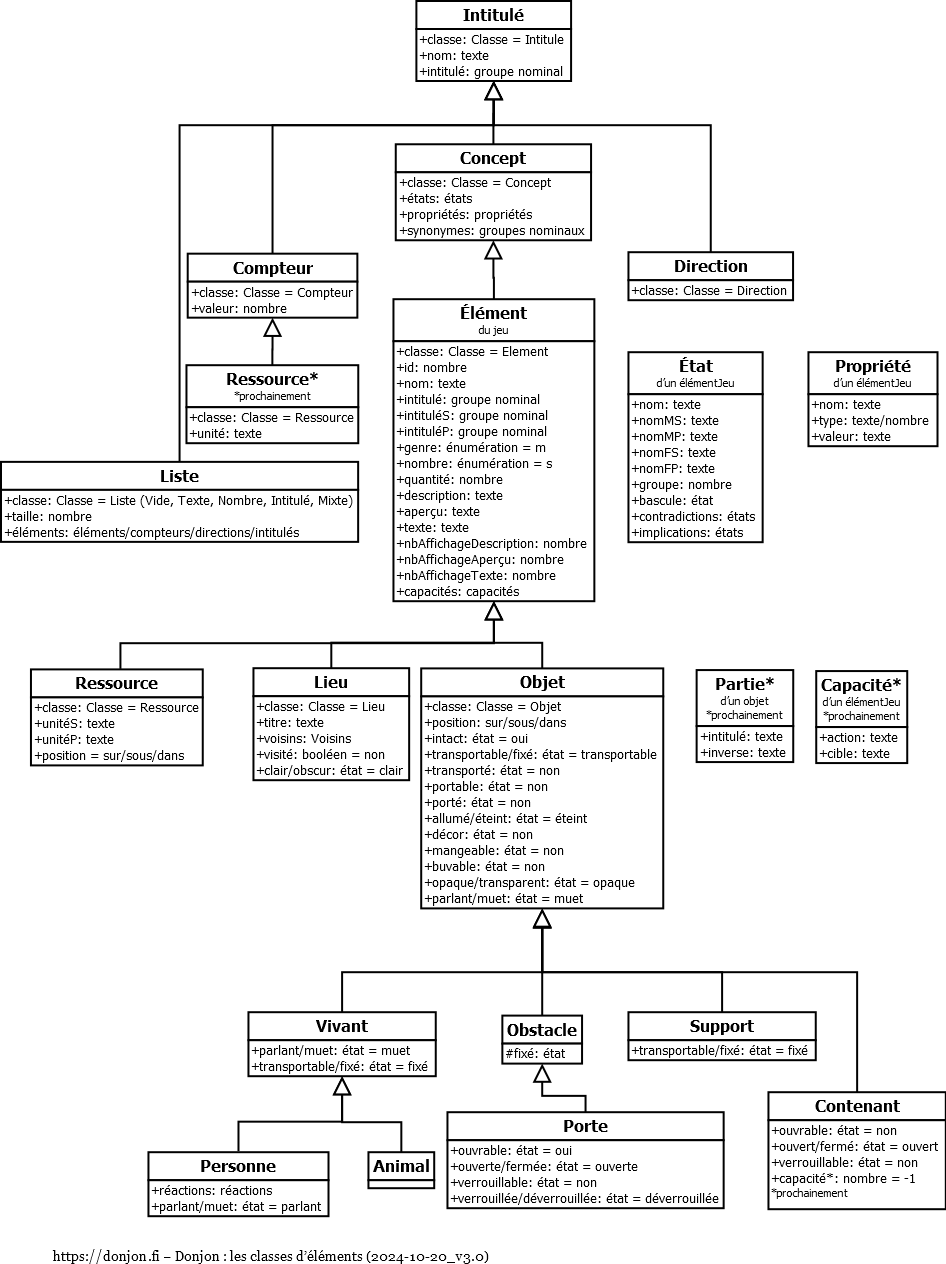 Intitulé
+classe: Classe = Intitule
+nom: texte
+intitulé: groupe nominal
Concept
+classe: Classe = Concept
+états: états
+propriétés: propriétés
+synonymes: groupes nominaux
Compteur
+classe: Classe = Compteur
+valeur: nombre
Direction
+classe: Classe = Direction
Ressource*
*prochainement
+classe: Classe = Ressource
+unité: texte
Liste
+classe: Classe = Liste (Vide, Texte, Nombre, Intitulé, Mixte)
+taille: nombre
+éléments: éléments/compteurs/directions/intitulés
Élément
du jeu
+classe: Classe = Element
+id: nombre
+nom: texte
+intitulé: groupe nominal
+intituléS: groupe nominal
+intituléP: groupe nominal
+genre: énumération = m
+nombre: énumération = s
+quantité: nombre
+description: texte
+aperçu: texte
+texte: texte
+nbAffichageDescription: nombre
+nbAffichageAperçu: nombre
+nbAffichageTexte: nombre
+capacités: capacités
État
d'un élémentJeu
+nom: texte
+nomMS: texte
+nomMP: texte
+nomFS: texte
+nomFP: texte
+groupe: nombre
+bascule: état
+contradictions: états
+implications: états
Propriété
d'un élémentJeu
+nom: texte
+type: texte/nombre
+valeur: texte
Ressource
+classe: Classe = Ressource
+unitéS: texte
+unitéP: texte
+position = sur/sous/dans
Lieu
+classe: Classe = Lieu
+titre: texte
+voisins: Voisins
+visité: booléen = non
+clair/obscur: état = clair
Objet
+classe: Classe = Objet
+position: sur/sous/dans
+intact: état = oui
+transportable/fixé: état = transportable
+transporté: état = non
+portable: état = non
+porté: état = non
+allumé/éteint: état = éteint
+décor: état = non
+mangeable: état = non
+buvable: état = non
+opaque/transparent: état = opaque
+parlant/muet: état = muet
Partie*
d'un objet
*prochainement
+intitulé: texte
+inverse: texte
Capacité*
d'un élémentJeu
*prochainement
+action: texte
+cible: texte
Vivant
+parlant/muet: état = muet
+transportable/fixé: état = fixé
Obstacle
#fixé: état
Support
+transportable/fixé: état = fixé
Contenant
+ouvrable: état = non
+ouvert/fermé: état = ouvert
+verrouillable: état = non
+capacité*: nombre = -1
*prochainement
Personne
+réactions: réactions
+parlant/muet: état = parlant
Animal
Porte
+ouvrable: état = oui
+ouverte/fermée: état = ouverte
+verrouillable: état = non
+verrouillée/déverrouillée: état = déverrouillée
https://donjon.fi – Donjon : les classes d'éléments (2024-10-20_v3.0)